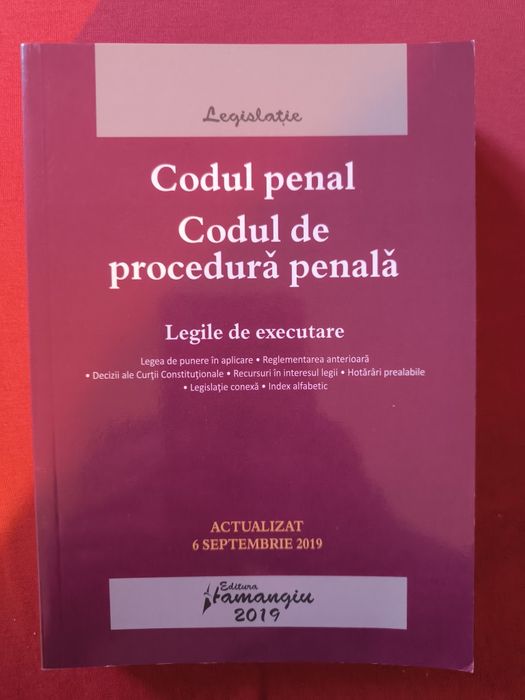 Legislație
Codul penal
Codul de
procedură penală
Legile de executare
Legea de punere în aplicare • Reglementarea anterioară
• Decizii ale Curții Constituționale • Recursuri în interesul legii • Hotărâri prealabile
• Legislație conexă • Index alfabetic
ACTUALIZAT
6 SEPTEMBRIE 2019
Editura
Hamangiu
2019